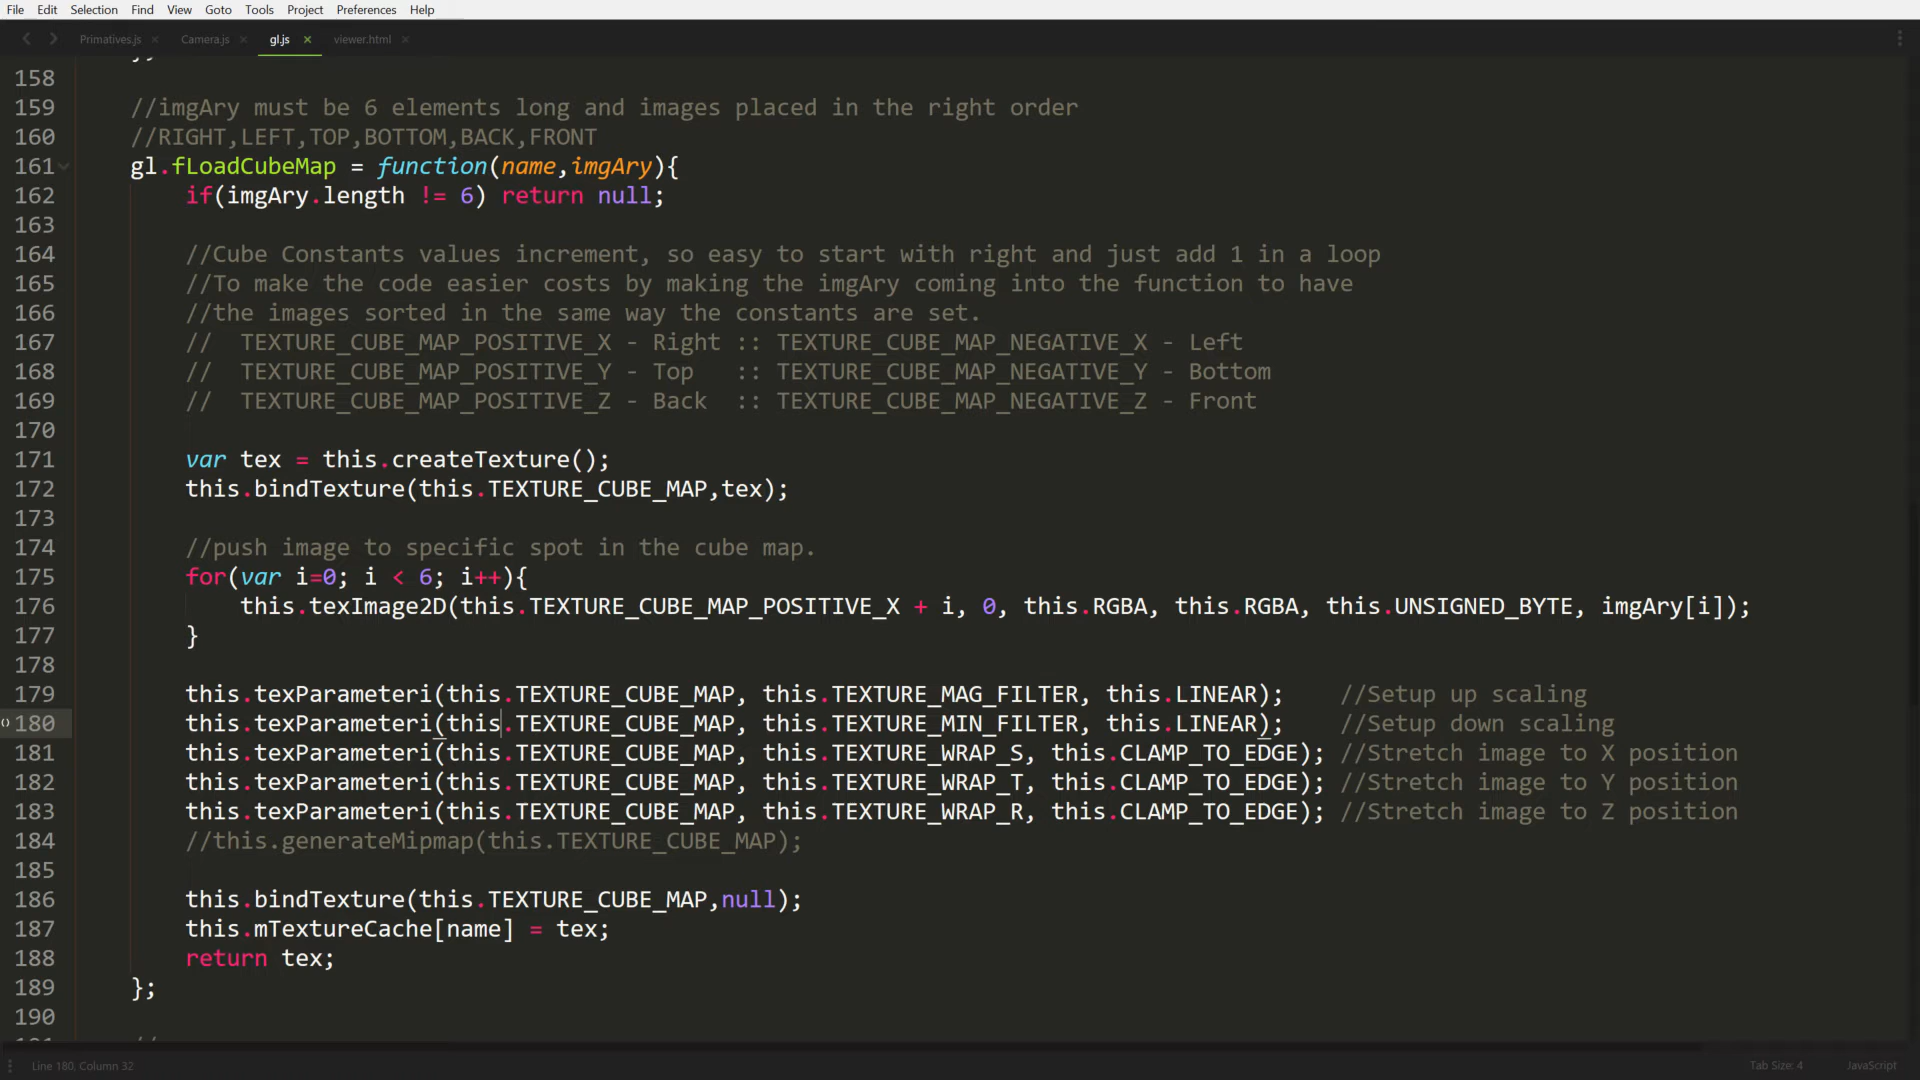 File Edit Selection Find View Goto Tools Project Preferences Help
Primatives.js × Camera.js × gl.js × viewer.html ×
158
159 //imgAry must be 6 elements long and images placed in the right order
160 //RIGHT,LEFT,TOP,BOTTOM,BACK,FRONT
161 gl.fLoadCubeMap = function(name,imgAry){
162 if(imgAry.length != 6) return null;
163
164 //Cube Constants values increment, so easy to start with right and just add 1 in a loop
165 //To make the code easier costs by making the imgAry coming into the function to have
166 //the images sorted in the same way the constants are set.
167 // TEXTURE_CUBE_MAP_POSITIVE_X - Right :: TEXTURE_CUBE_MAP_NEGATIVE_X - Left
168 // TEXTURE_CUBE_MAP_POSITIVE_Y - Top :: TEXTURE_CUBE_MAP_NEGATIVE_Y - Bottom
169 // TEXTURE_CUBE_MAP_POSITIVE_Z - Back :: TEXTURE_CUBE_MAP_NEGATIVE_Z - Front
170
171 var tex = this.createTexture();
172 this.bindTexture(this.TEXTURE_CUBE_MAP,tex);
173
174 //push image to specific spot in the cube map.
175 for(var i=0; i < 6; i++){
176 this.texImage2D(this.TEXTURE_CUBE_MAP_POSITIVE_X + i, 0, this.RGBA, this.RGBA, this.UNSIGNED_BYTE, imgAry[i]);
177 }
178
179 this.texParameteri(this.TEXTURE_CUBE_MAP, this.TEXTURE_MAG_FILTER, this.LINEAR); //Setup up scaling
180 this.texParameteri(this.TEXTURE_CUBE_MAP, this.TEXTURE_MIN_FILTER, this.LINEAR); //Setup down scaling
181 this.texParameteri(this.TEXTURE_CUBE_MAP, this.TEXTURE_WRAP_S, this.CLAMP_TO_EDGE); //Stretch image to X position
182 this.texParameteri(this.TEXTURE_CUBE_MAP, this.TEXTURE_WRAP_T, this.CLAMP_TO_EDGE); //Stretch image to Y position
183 this.texParameteri(this.TEXTURE_CUBE_MAP, this.TEXTURE_WRAP_R, this.CLAMP_TO_EDGE); //Stretch image to Z position
184 //this.generateMipmap(this.TEXTURE_CUBE_MAP);
185
186 this.bindTexture(this.TEXTURE_CUBE_MAP,null);
187 this.mTextureCache[name] = tex;
188 return tex;
189 };
190
Line 180, Column 32 Tab Size: 4 JavaScript